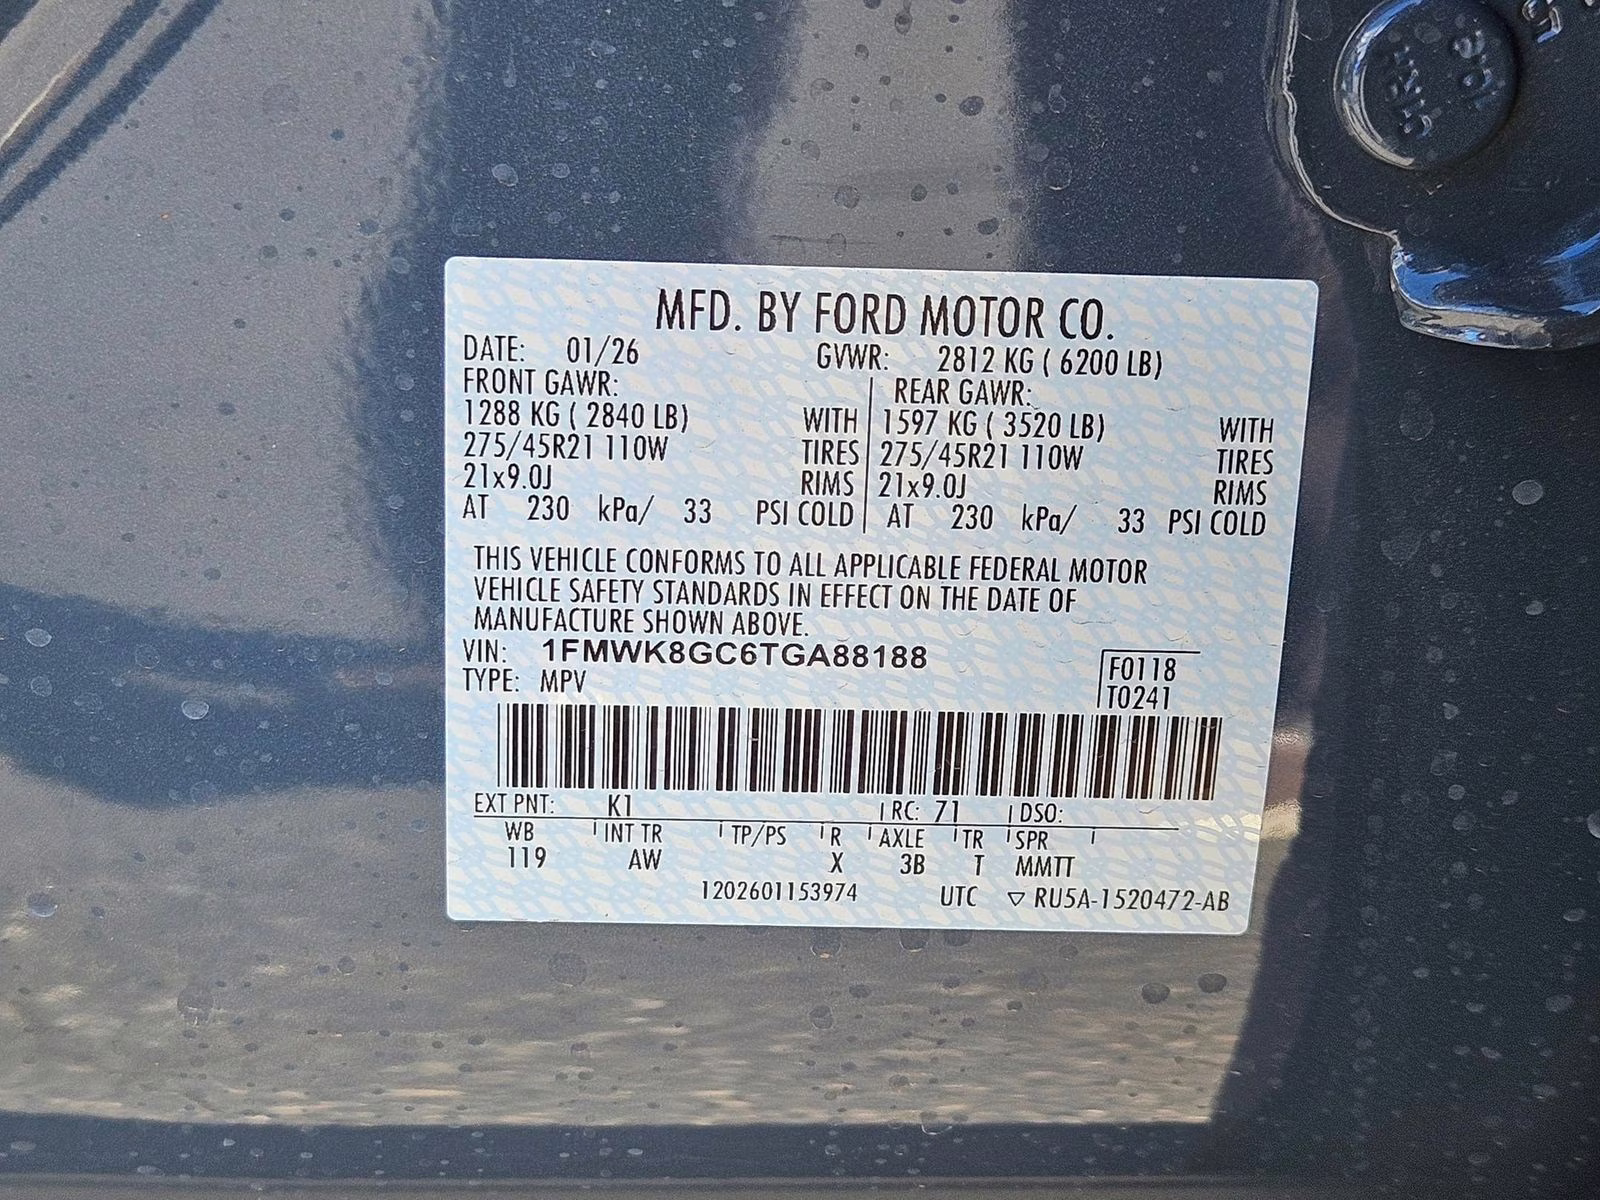 MFD. BY FORD MOTOR CO.
DATE: 01/26 GVWR: 2812 KG ( 6200 LB)
FRONT GAWR: REAR GAWR:
1288 KG ( 2840 LB) WITH 1597 KG ( 3520 LB) WITH
275/45R21 110W TIRES 275/45R21 110W TIRES
21x9.0J RIMS 21x9.0J RIMS
AT 230 kPa/ 33 PSI COLD AT 230 kPa/ 33 PSI COLD
THIS VEHICLE CONFORMS TO ALL APPLICABLE FEDERAL MOTOR
VEHICLE SAFETY STANDARDS IN EFFECT ON THE DATE OF
MANUFACTURE SHOWN ABOVE.
VIN: 1FMWK8GC6TGA88188 F0118
TYPE: MPV T0241
EXT PNT: K1 RC: 71 DSO:
WB INT TR TP/PS R AXLE TR SPR
119 AW X 3B T MMTT
1202601153974 UTC ▽ RU5A-1520472-AB